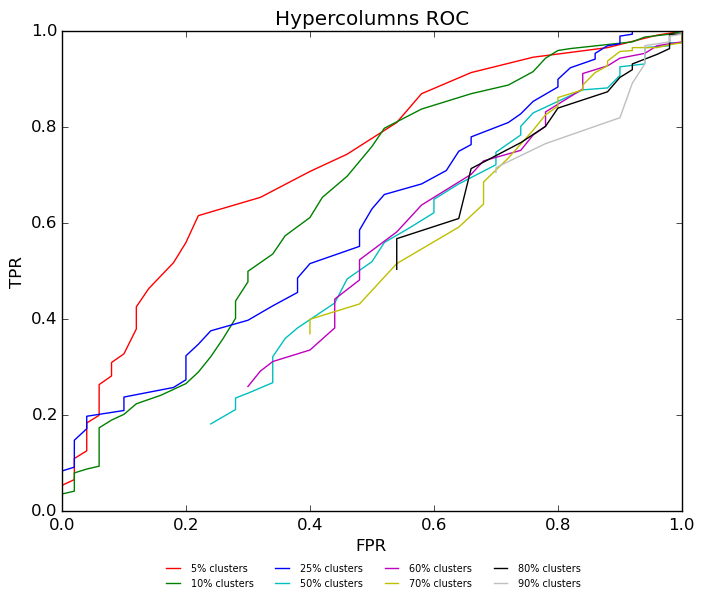 Hypercolumns ROC
1.0
0.8
0.6
0.4
0.2
0.0
TPR
0.0 0.2 0.4 0.6 0.8 1.0
FPR
5% clusters 25% clusters 60% clusters 80% clusters
10% clusters 50% clusters 70% clusters 90% clusters